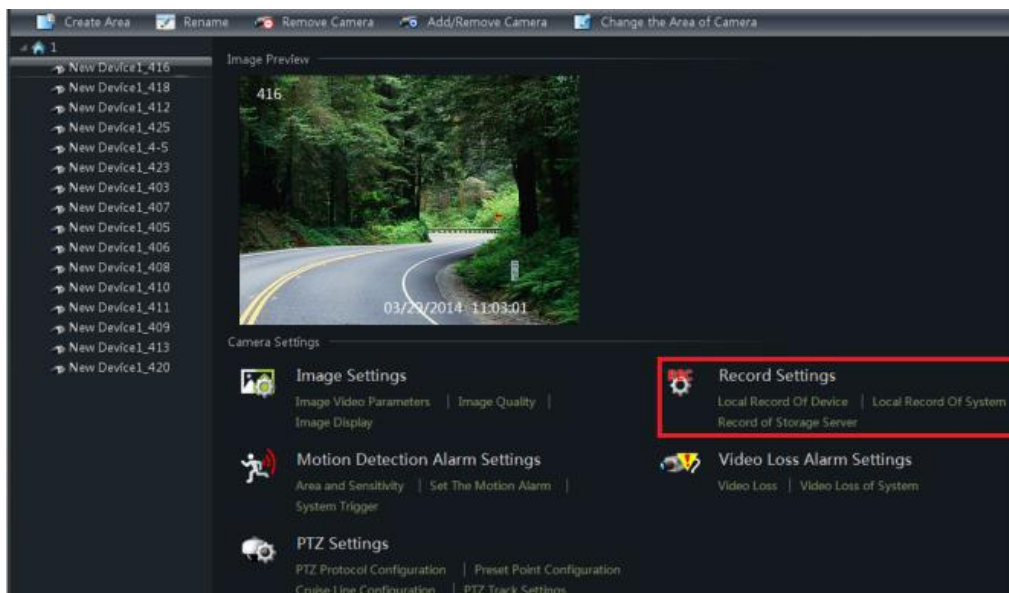 Create Area Rename Remove Camera Add/Remove Camera Change the Area of Camera
1
New Device1_416
New Device1_418
New Device1_412
New Device1_425
New Device1_4-5
New Device1_423
New Device1_403
New Device1_407
New Device1_405
New Device1_406
New Device1_408
New Device1_410
New Device1_411
New Device1_409
New Device1_413
New Device1_420
Image Preview
416
03/29/2014 11:03:01
Camera Settings
Image Settings
Image Video Parameters | Image Quality |
Image Display
REC
Record Settings
Local Record Of Device | Local Record Of System
Record of Storage Server
Motion Detection Alarm Settings
Area and Sensitivity | Set The Motion Alarm |
System Trigger
Video Loss Alarm Settings
Video Loss | Video Loss of System
PTZ Settings
PTZ Protocol Configuration | Preset Point Configuration
Cruise Line Configuration | PTZ Track Settings